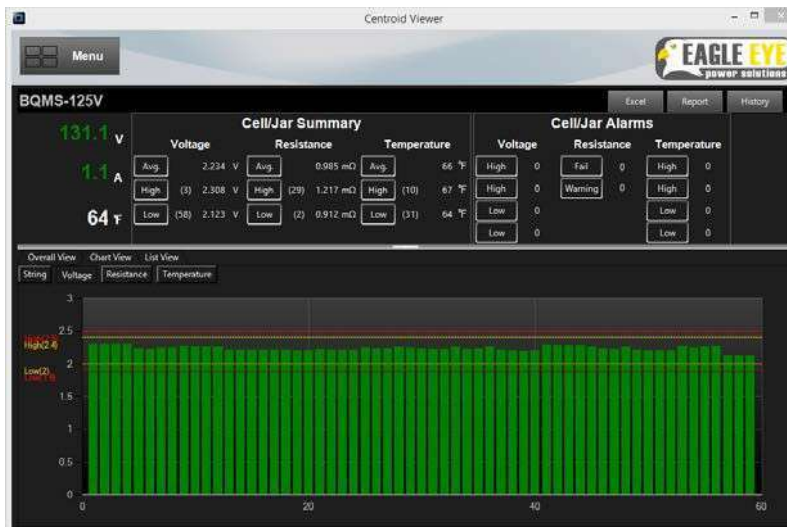 Centroid Viewer
Menu
EAGLE EYE
power solutions
BQMS-125V
Excel Report History
131.1 V
1.1 A
64 °F
Cell/Jar Summary
Voltage Resistance Temperature
Avg. 2.234 V Avg. 0.985 mΩ Avg. 66 °F
High (3) 2.308 V High (29) 1.217 mΩ High (10) 67 °F
Low (58) 2.123 V Low (2) 0.912 mΩ Low (31) 64 °F
Cell/Jar Alarms
Voltage Resistance Temperature
High 0 Fail 0 High 0
High 0 Warning 0 High 0
Low 0 Low 0
Low 0 Low 0
Overall View Chart View List View
String Voltage Resistance Temperature
3
2.5
High(2.4)
2
Low(2)
1.5
1
0.5
0
0 20 40 60